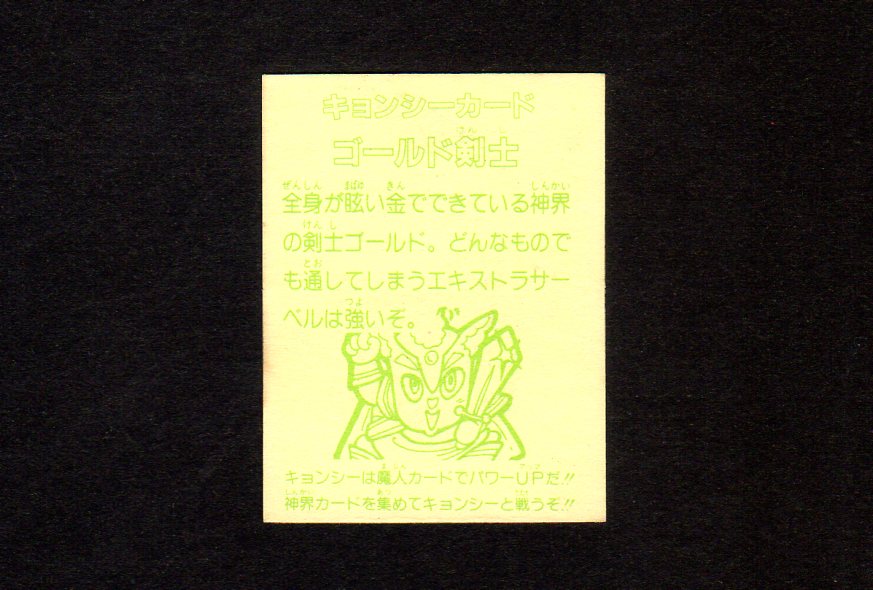 キョンシーカード
ゴールド剣士
全身が眩い金でできている神界
の剣士ゴールド。どんなもので
も通してしまうエキストラサー
ベルは強いぞ。
キョンシーは魔人カードでパワーUPだ!!
神界カードを集めてキョンシーと戦うぞ!!